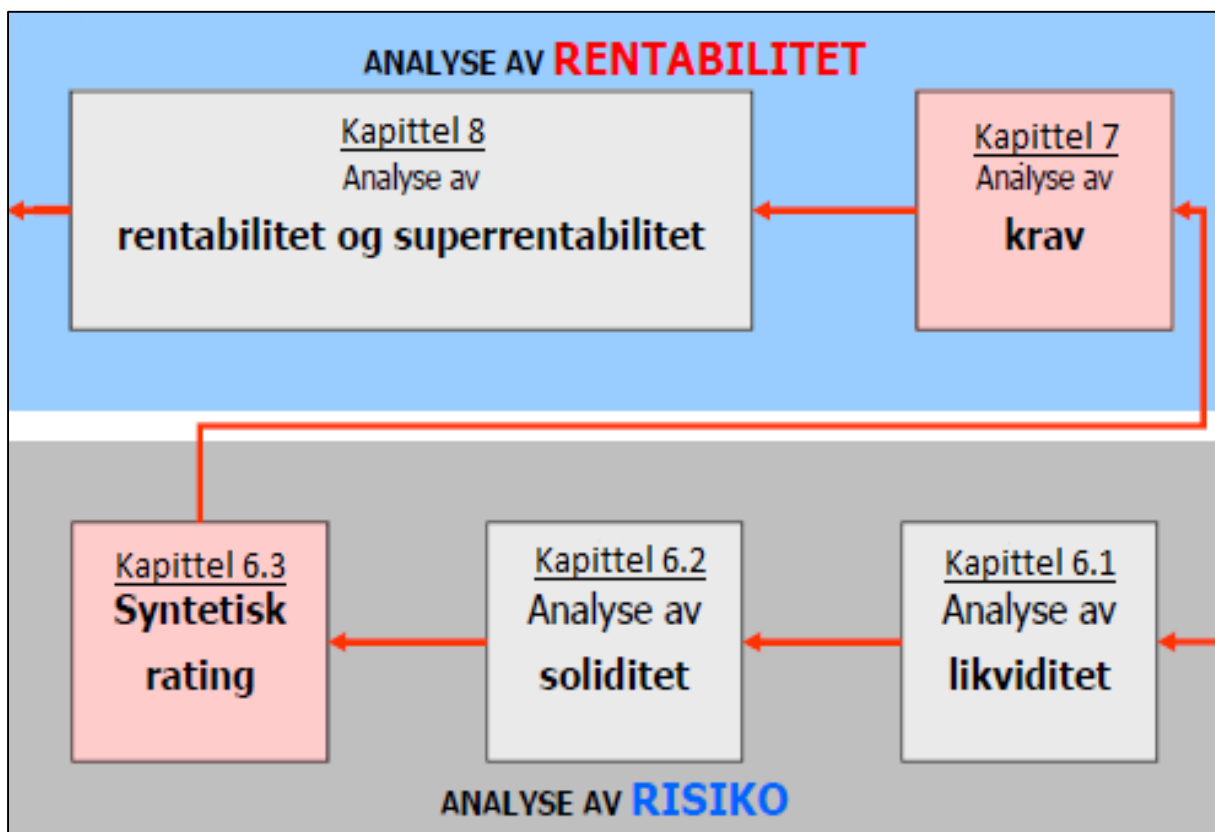 ANALYSE AV RENTABILITET
Kapittel 8
Analyse av
rentabilitet og superrentabilitet
Kapittel 7
Analyse av
krav
Kapittel 6.3
Syntetisk
rating
Kapittel 6.2
Analyse av
soliditet
Kapittel 6.1
Analyse av
likviditet
ANALYSE AV RISIKO